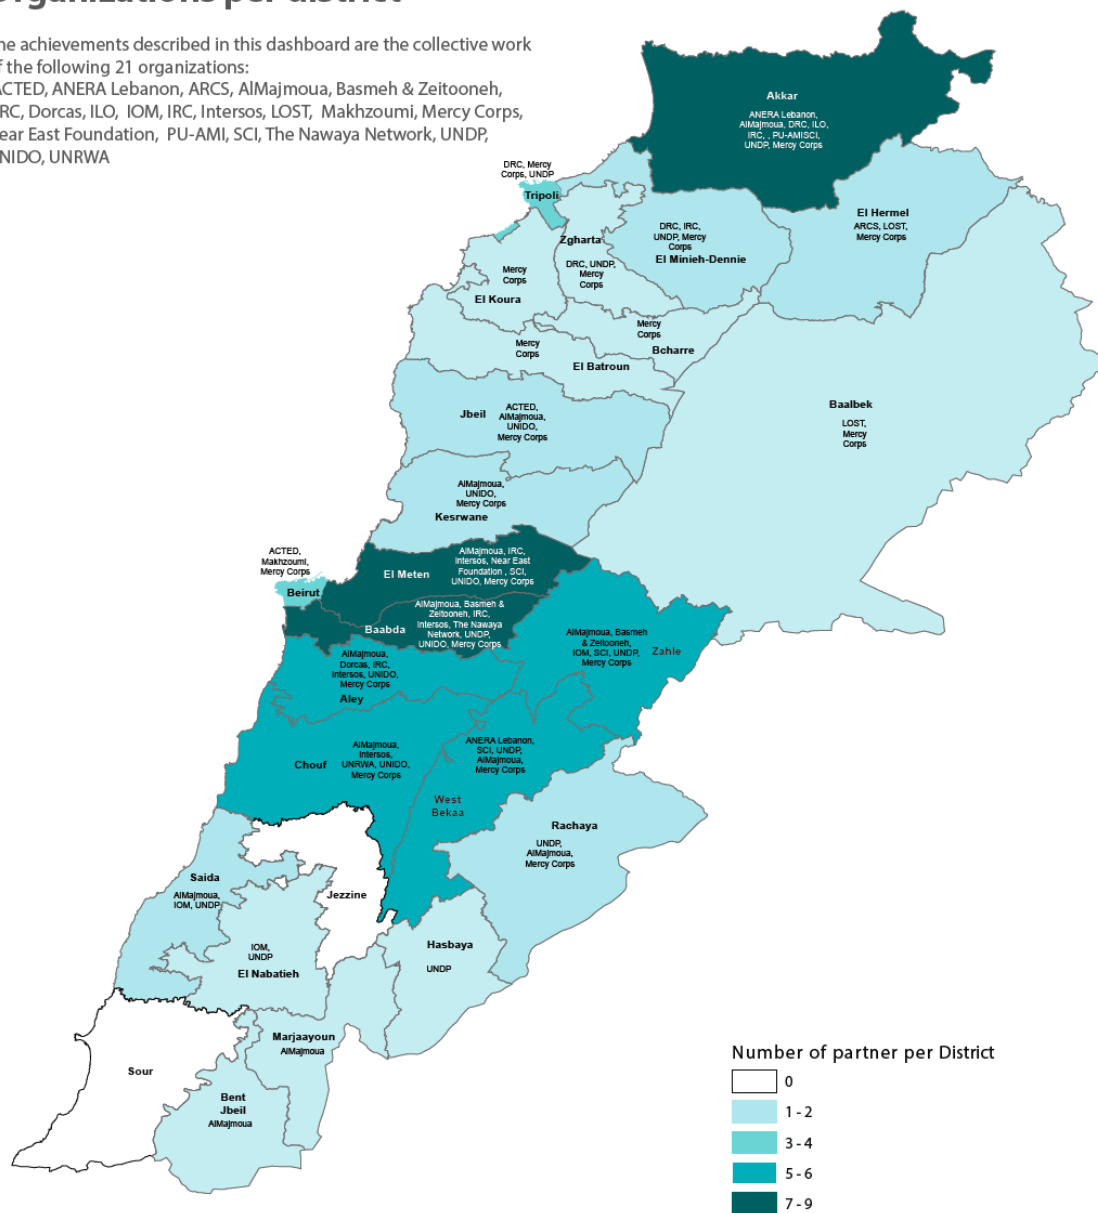 Organizations per district
he achievements described in this dashboard are the collective work
f the following 21 organizations:
ACTED, ANERA Lebanon, ARCS, AlMajmoua, Basmeh & Zeitooneh,
RC, Dorcas, ILO, IOM, IRC, Intersos, LOST, Makhzoumi, Mercy Corps,
ear East Foundation, PU-AMI, SCI, The Nawaya Network, UNDP,
NIDO, UNRWA
Akkar
ANERA Lebanon,
AlMajmoua, DRC, ILO,
IRC, , PU-AMISCI,
UNDP, Mercy Corps
DRC, Mercy
Corps, UNDP
Tripoli
El Hermel
ARCS, LOST,
Mercy Corps
DRC, IRC,
UNDP, Mercy
Corps
El Minieh-Dennie
Zgharta
DRC, UNDP,
Mercy
Corps
Mercy
Corps
El Koura
Mercy
Corps
Bcharre
Mercy
Corps
El Batroun
Baalbek
LOST,
Mercy
Corps
Jbeil
ACTED,
AlMajmoua,
UNIDO,
Mercy Corps
AlMajmoua,
UNIDO,
Mercy Corps
Kesrwane
ACTED,
Makhzoumi,
Mercy Corps
Beirut
El Meten
AlMajmoua, IRC,
Intersos, Near East
Foundation , SCI,
UNIDO, Mercy Corps
Baabda
AlMajmoua, Basmeh &
Zeitooneh, IRC,
Intersos, The Nawaya
Network, UNDP,
UNIDO, Mercy Corps
AlMajmoua, Basmeh
& Zeitooneh,
IOM, SCI, UNDP,
Mercy Corps
Zahle
AlMajmoua,
Dorcas, IRC,
Intersos, UNIDO,
Mercy Corps
Aley
Chouf
AlMajmoua,
Intersos,
UNRWA, UNIDO,
Mercy Corps
ANERA Lebanon,
SCI, UNDP,
AlMajmoua,
Mercy Corps
West
Bekaa
Rachaya
UNDP,
AlMajmoua,
Mercy Corps
Saida
AlMajmoua,
IOM, UNDP
Jezzine
Hasbaya
UNDP
IOM,
UNDP
El Nabatieh
Marjaayoun
AlMajmoua
Sour
Bent
Jbeil
AlMajmoua
Number of partner per District
0
1 - 2
3 - 4
5 - 6
7 - 9